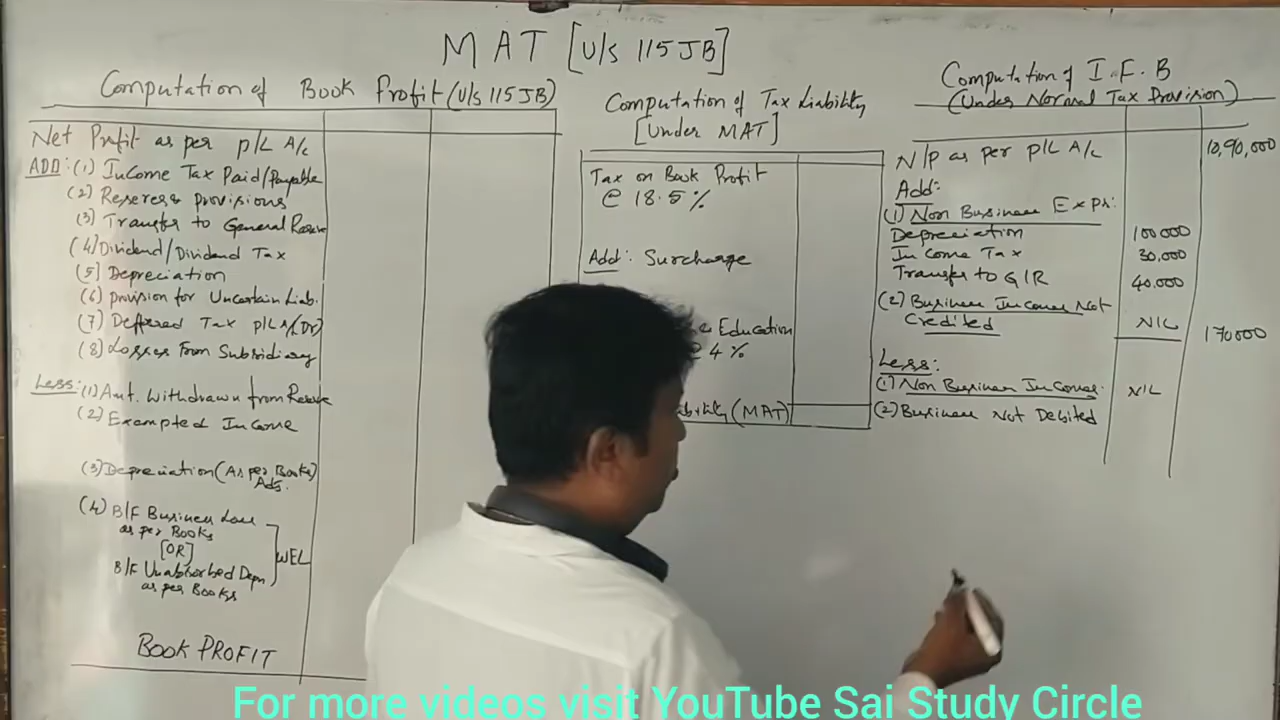 MAT [U/s 115JB]
Computation of Book Profit (U/s 115JB)
Net Profit as per P/L A/c
ADD: (1) InCome Tax Paid/Payable
(2) Reserves Provisions
(3) Transfer to General Reserve
(4) Dividend/Dividend Tax
(5) Depreciation
(6) Provision for Uncertain Liab.
(7) Deffered Tax P/L A/c(Dr)
(8) Losses From Subsidiary
Less: (1) Amt. Withdrawn from Reserve
(2) Exampted Income
(3) Depreciation (As per Books)
Adj.
(4) B/F Business Loss
as per Books
[OR]
B/F Unabsorbed Depn
as per Books
WEL
BOOK PROFIT
Computation of Tax Liability
[Under MAT]
Tax on Book Profit
@ 18.5%
Add: Surcharge
& Education
@ 4%
(MAT)
Computation of I.F.B
(Under Normal Tax Provision)
N/P as per P/L A/c 10,90,000
Add:
(1) Non Business Exps:
Depreciation 100000
InCome Tax 30,000
Transfer to G/R 40,000
(2) Business Incomes Not
Credited NIL 170000
Less:
(1) Non Business Incomes. NIL
(2) Business Not Debited
For more videos visit YouTube Sai Study Circle